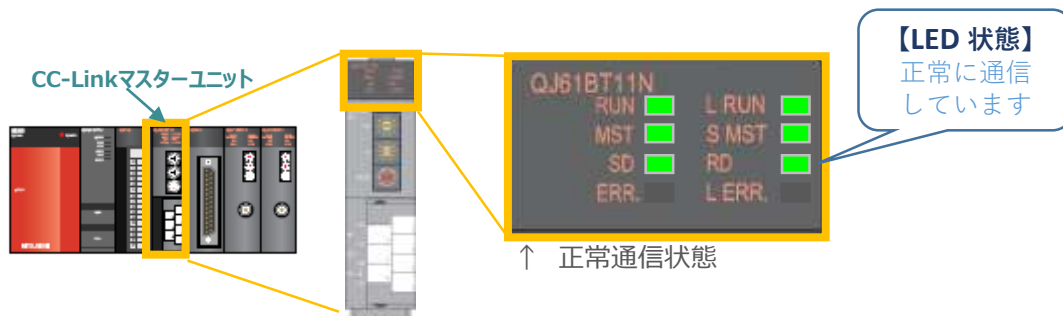 CC-Linkマスターユニット
QJ61BT11N
RUN
L RUN
MST
S MST
SD
RD
ERR.
L ERR.
【LED 状態】
正常に通信
しています
↑ 正常通信状態